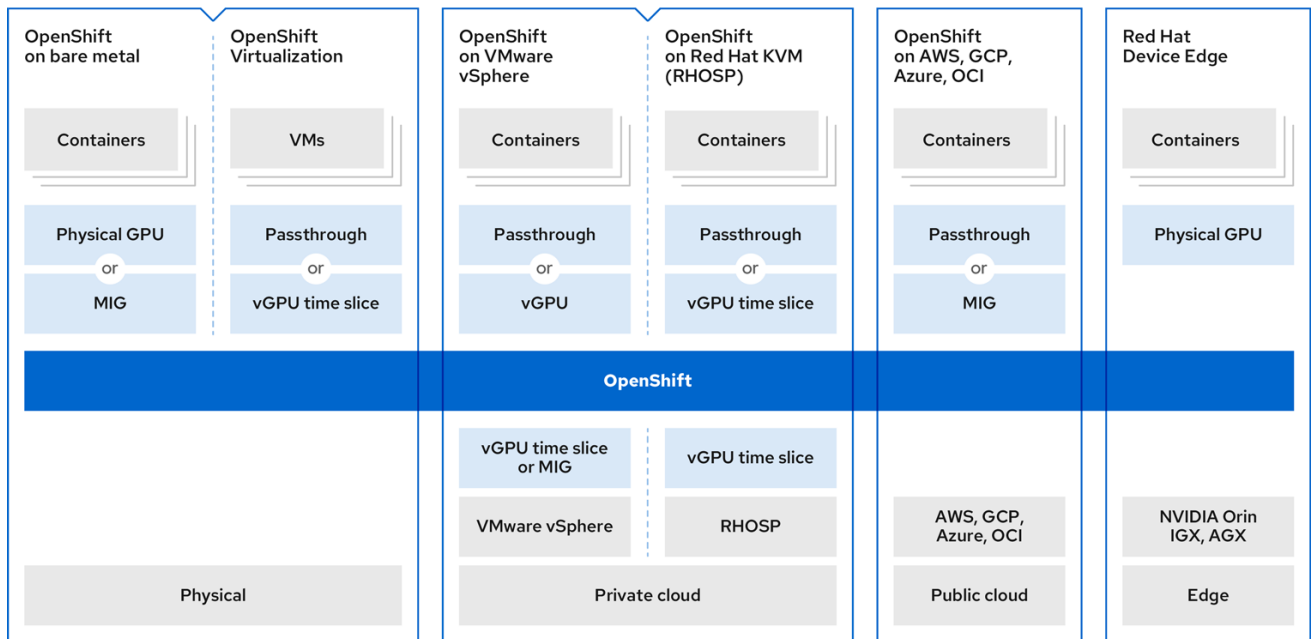 OpenShift
on bare metal
OpenShift
Virtualization
OpenShift
on VMware
vSphere
OpenShift
on Red Hat KVM
(RHOSP)
OpenShift
on AWS, GCP,
Azure, OCI
Red Hat
Device Edge
Containers
VMs
Containers
Containers
Containers
Containers
Physical GPU
or
MIG
Passthrough
or
vGPU time slice
Passthrough
or
vGPU
Passthrough
or
vGPU time slice
Passthrough
or
MIG
Physical GPU
OpenShift
vGPU time slice
or MIG
vGPU time slice
VMware vSphere
RHOSP
AWS, GCP,
Azure, OCI
NVIDIA Orin
IGX, AGX
Physical
Private cloud
Public cloud
Edge